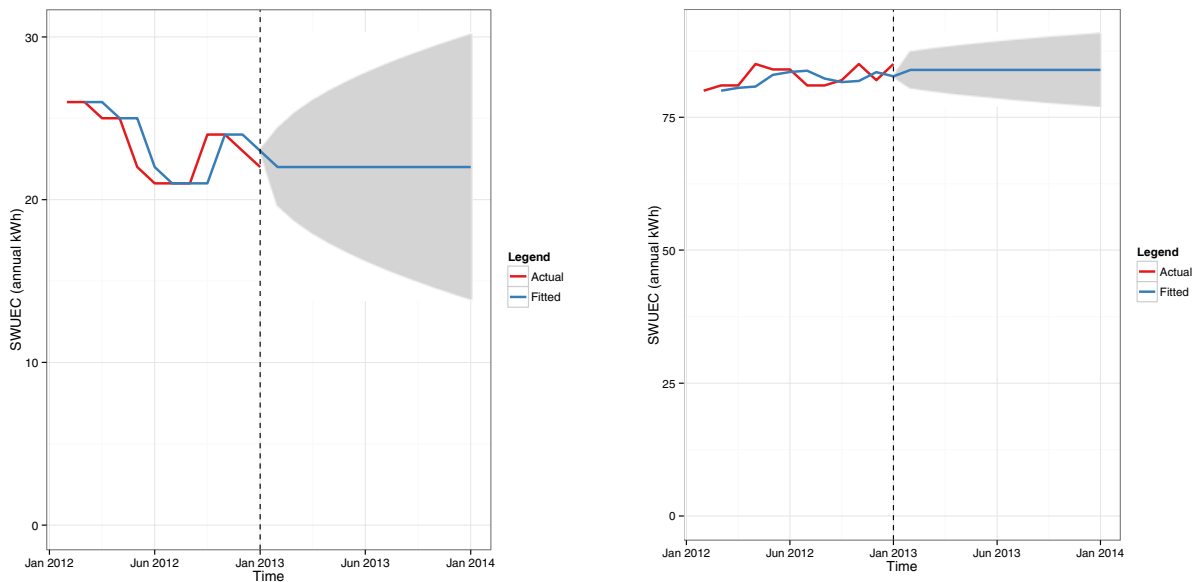 30
20
10
0
SWUEC (annual kWh)
Jan 2012
Jun 2012
Jan 2013
Jun 2013
Jan 2014
Time
Legend
Actual
Fitted
75
50
25
0
SWUEC (annual kWh)
Jan 2012
Jun 2012
Jan 2013
Jun 2013
Jan 2014
Time
Legend
Actual
Fitted